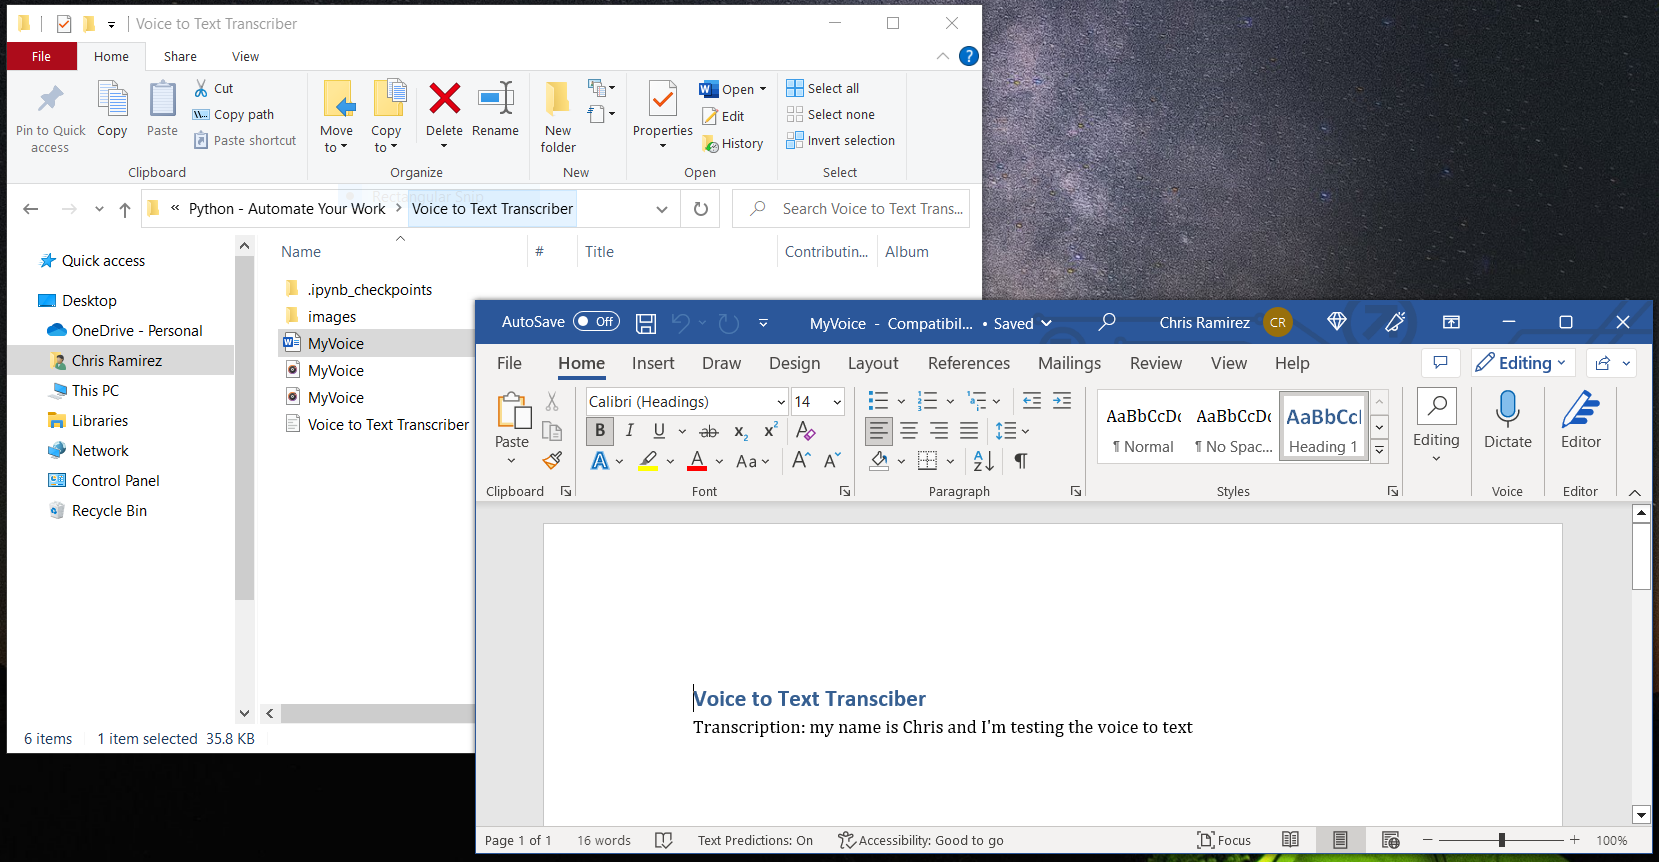 Voice to Text Transcriber
File Home Share View
Pin to Quick access
Copy
Paste
Cut
Copy path
Paste shortcut
Clipboard
Move to
Copy to
Delete
Rename
Organize
New folder
New
Properties
Open
Edit
History
Open
Select all
Select none
Invert selection
Select
Rectangular Snip
« Python - Automate Your Work > Voice to Text Transcriber
Search Voice to Text Trans...
Name # Title Contributin... Album
Quick access
Desktop
OneDrive - Personal
Chris Ramirez
This PC
Libraries
Network
Control Panel
Recycle Bin
.ipynb_checkpoints
images
MyVoice
MyVoice
MyVoice
Voice to Text Transcriber
6 items 1 item selected 35.8 KB
AutoSave Off MyVoice - Compatibil... • Saved Chris Ramirez CR
File Home Insert Draw Design Layout References Mailings Review View Help Editing
Paste
Clipboard
Calibri (Headings) 14
B I U ab x₂ x² A
A A Aa A A
Font
Paragraph
AaBbCcDc AaBbCcDc AaBbCcI
¶ Normal ¶ No Spac... Heading 1
Styles
Editing
Dictate
Voice
Editor
Editor
Voice to Text Transciber
Transcription: my name is Chris and I'm testing the voice to text
Page 1 of 1 16 words Text Predictions: On Accessibility: Good to go Focus 100%